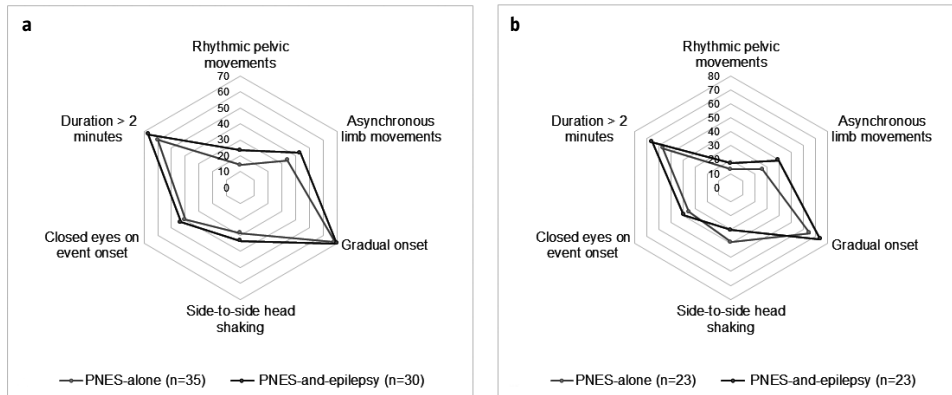 a
Rhythmic pelvic
movements
70
60
50
40
30
20
10
0
Asynchronous
limb movements
Gradual onset
Side-to-side head
shaking
Closed eyes on
event onset
Duration > 2
minutes
PNES-alone (n=35) PNES-and-epilepsy (n=30)
b
Rhythmic pelvic
movements
80
70
60
50
40
30
20
10
0
Asynchronous
limb movements
Gradual onset
Side-to-side head
shaking
Closed eyes on
event onset
Duration > 2
minutes
PNES-alone (n=23) PNES-and-epilepsy (n=23)